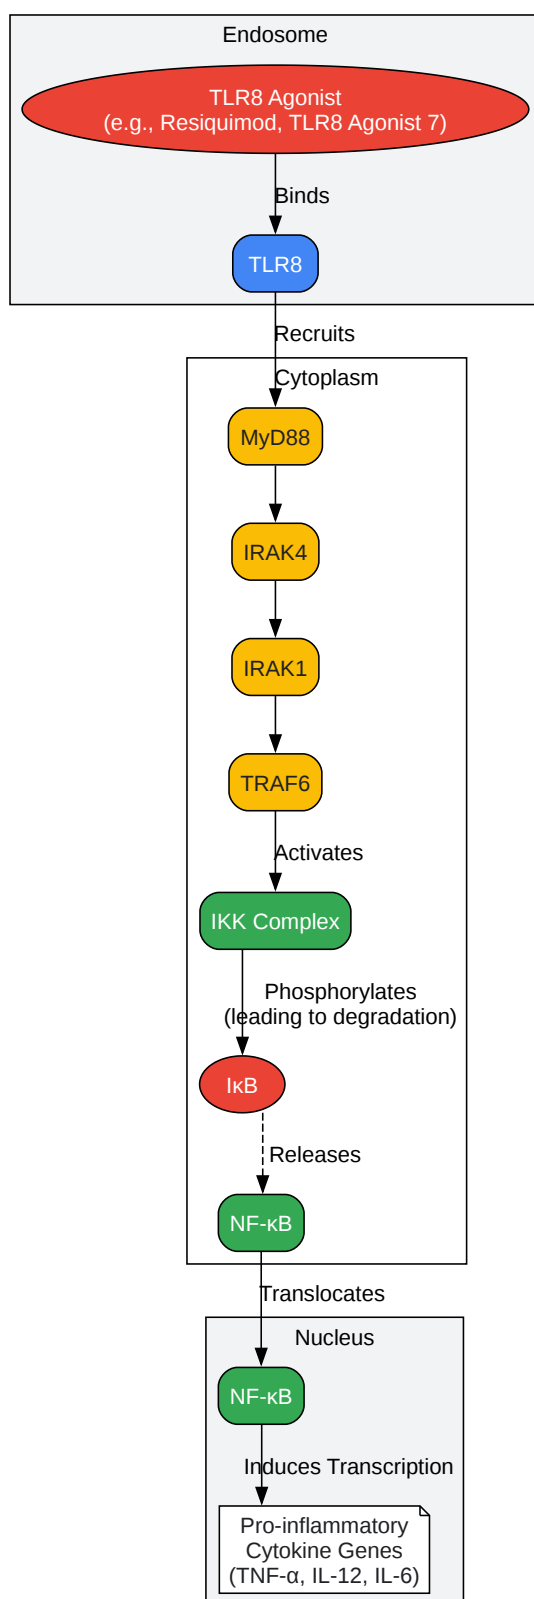 Endosome
TLR8 Agonist
(e.g., Resiquimod, TLR8 Agonist 7)
Binds
TLR8
Recruits
Cytoplasm
MyD88
IRAK4
IRAK1
TRAF6
Activates
IKK Complex
Phosphorylates
(leading to degradation)
IκB
Releases
NF-κB
Translocates
Nucleus
NF-κB
Induces Transcription
Pro-inflammatory
Cytokine Genes
(TNF-α, IL-12, IL-6)